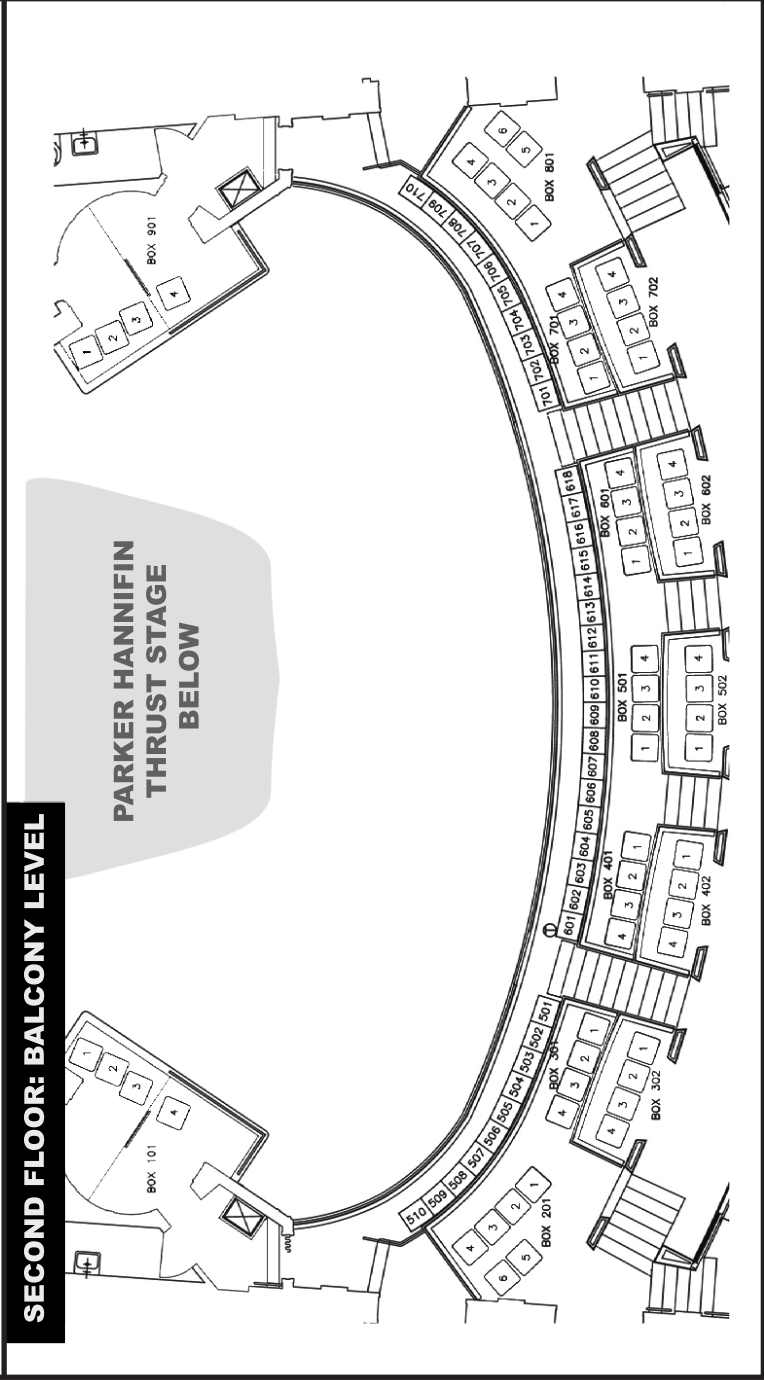 SECOND FLOOR: BALCONY LEVEL
PARKER HANNIFIN
THRUST STAGE
BELOW
BOX 101
1
2
3
4
BOX 201
1
2
3
4
5
6
BOX 301
1
2
3
4
BOX 302
1
2
3
4
BOX 401
1
2
3
4
BOX 402
1
2
3
4
BOX 501
1
2
3
4
BOX 502
1
2
3
4
BOX 601
1
2
3
4
BOX 602
1
2
3
4
BOX 701
1
2
3
4
BOX 702
1
2
3
4
BOX 801
1
2
3
4
5
6
BOX 901
1
2
3
4
510 509 508 507 506 505 504 503 502 501
601 602 603 604 605 606 607 608 609 610 611 612 613 614 615 616 617 618
701 702 703 704 705 706 707 708 709 710